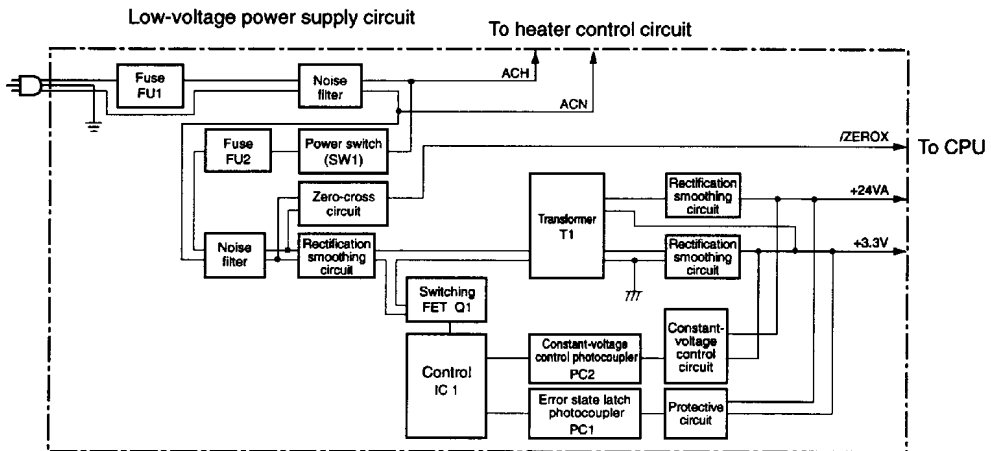 Low-voltage power supply circuit
To heater control circuit
Fuse
FU1
Noise
filter
ACH
ACN
Fuse
FU2
Power switch
(SW1)
/ZEROX
To CPU
Zero-cross
circuit
Transformer
T1
Rectification
smoothing
circuit
+24VA
Noise
filter
Rectification
smoothing
circuit
Rectification
smoothing
circuit
+3.3V
Switching
FET Q1
Control
IC 1
Constant-voltage
control photocoupler
PC2
Constant-
voltage
control
circuit
Error state latch
photocoupler
PC1
Protective
circuit